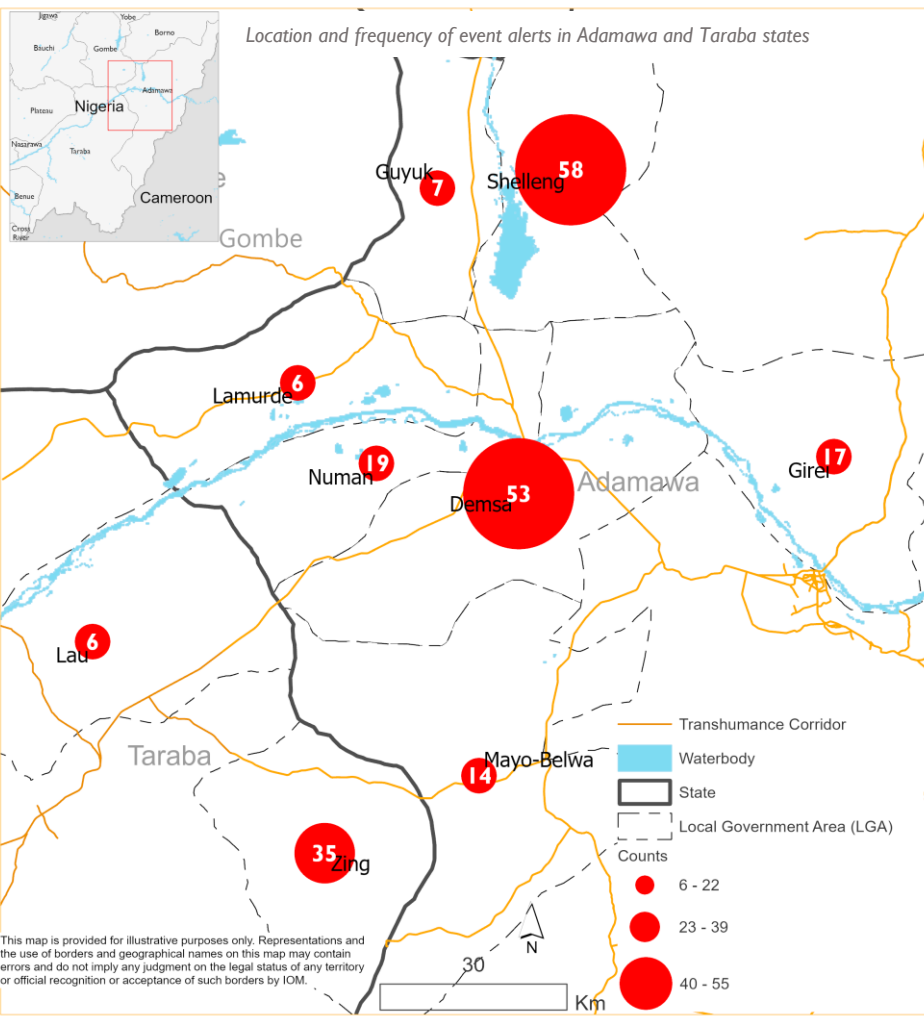 Location and frequency of event alerts in Adamawa and Taraba states
Jigawa
Yobe
Borno
Bauchi
Gombe
Adamawa
Plateau
Nigeria
Nasarawa
Taraba
Benue
Cameroon
Cross
River
e
Gombe
Guyuk
7
Shelleng
58
Lamurde
6
Numan
19
Demsa
53
Adamawa
Girei
17
Lau
6
Taraba
Mayo-Belwa
14
Zing
35
Transhumance Corridor
Waterbody
State
Local Government Area (LGA)
Counts
6 - 22
23 - 39
40 - 55
N
30
Km
This map is provided for illustrative purposes only. Representations and
the use of borders and geographical names on this map may contain
errors and do not imply any judgment on the legal status of any territory
or official recognition or acceptance of such borders by IOM.